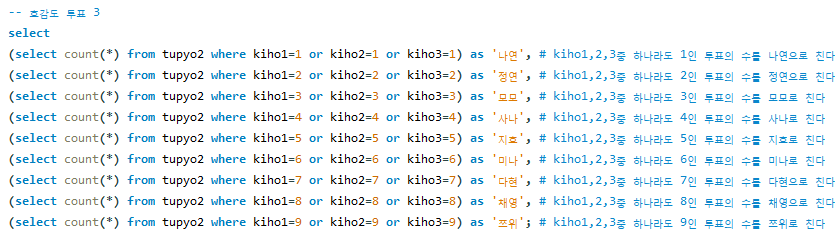 -- 호감도 투표 3
select
(select count(*) from tupyo2 where kiho1=1 or kiho2=1 or kiho3=1) as '나연', # kiho1,2,3중 하나라도 1인 투표의 수를 나연으로 친다
(select count(*) from tupyo2 where kiho1=2 or kiho2=2 or kiho3=2) as '정연', # kiho1,2,3중 하나라도 2인 투표의 수를 정연으로 친다
(select count(*) from tupyo2 where kiho1=3 or kiho2=3 or kiho3=3) as '모모', # kiho1,2,3중 하나라도 3인 투표의 수를 모모로 친다
(select count(*) from tupyo2 where kiho1=4 or kiho2=4 or kiho3=4) as '사나', # kiho1,2,3중 하나라도 4인 투표의 수를 사나로 친다
(select count(*) from tupyo2 where kiho1=5 or kiho2=5 or kiho3=5) as '지효', # kiho1,2,3중 하나라도 5인 투표의 수를 지효로 친다
(select count(*) from tupyo2 where kiho1=6 or kiho2=6 or kiho3=6) as '미나', # kiho1,2,3중 하나라도 6인 투표의 수를 미나로 친다
(select count(*) from tupyo2 where kiho1=7 or kiho2=7 or kiho3=7) as '다현', # kiho1,2,3중 하나라도 7인 투표의 수를 다현으로 친다
(select count(*) from tupyo2 where kiho1=8 or kiho2=8 or kiho3=8) as '채영', # kiho1,2,3중 하나라도 8인 투표의 수를 채영으로 친다
(select count(*) from tupyo2 where kiho1=9 or kiho2=9 or kiho3=9) as '쯔위'; # kiho1,2,3중 하나라도 9인 투표의 수를 쯔위로 친다